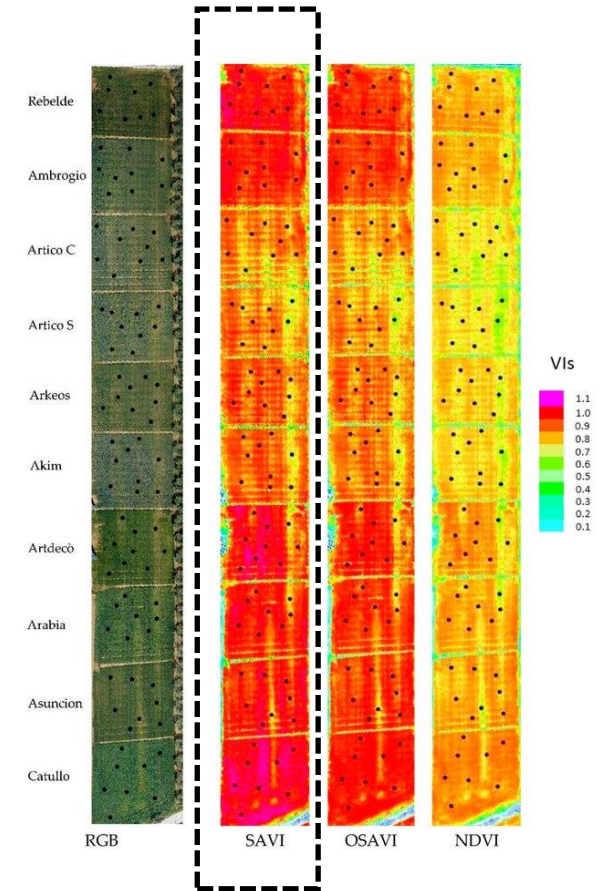 Rebelde
Ambrogio
Artico C
Artico S
Arkeos
Akim
Artdecò
Arabia
Asuncion
Catullo
VIs
1.1
1.0
0.9
0.8
0.7
0.6
0.5
0.4
0.3
0.2
0.1
RGB SAVI OSAVI NDVI